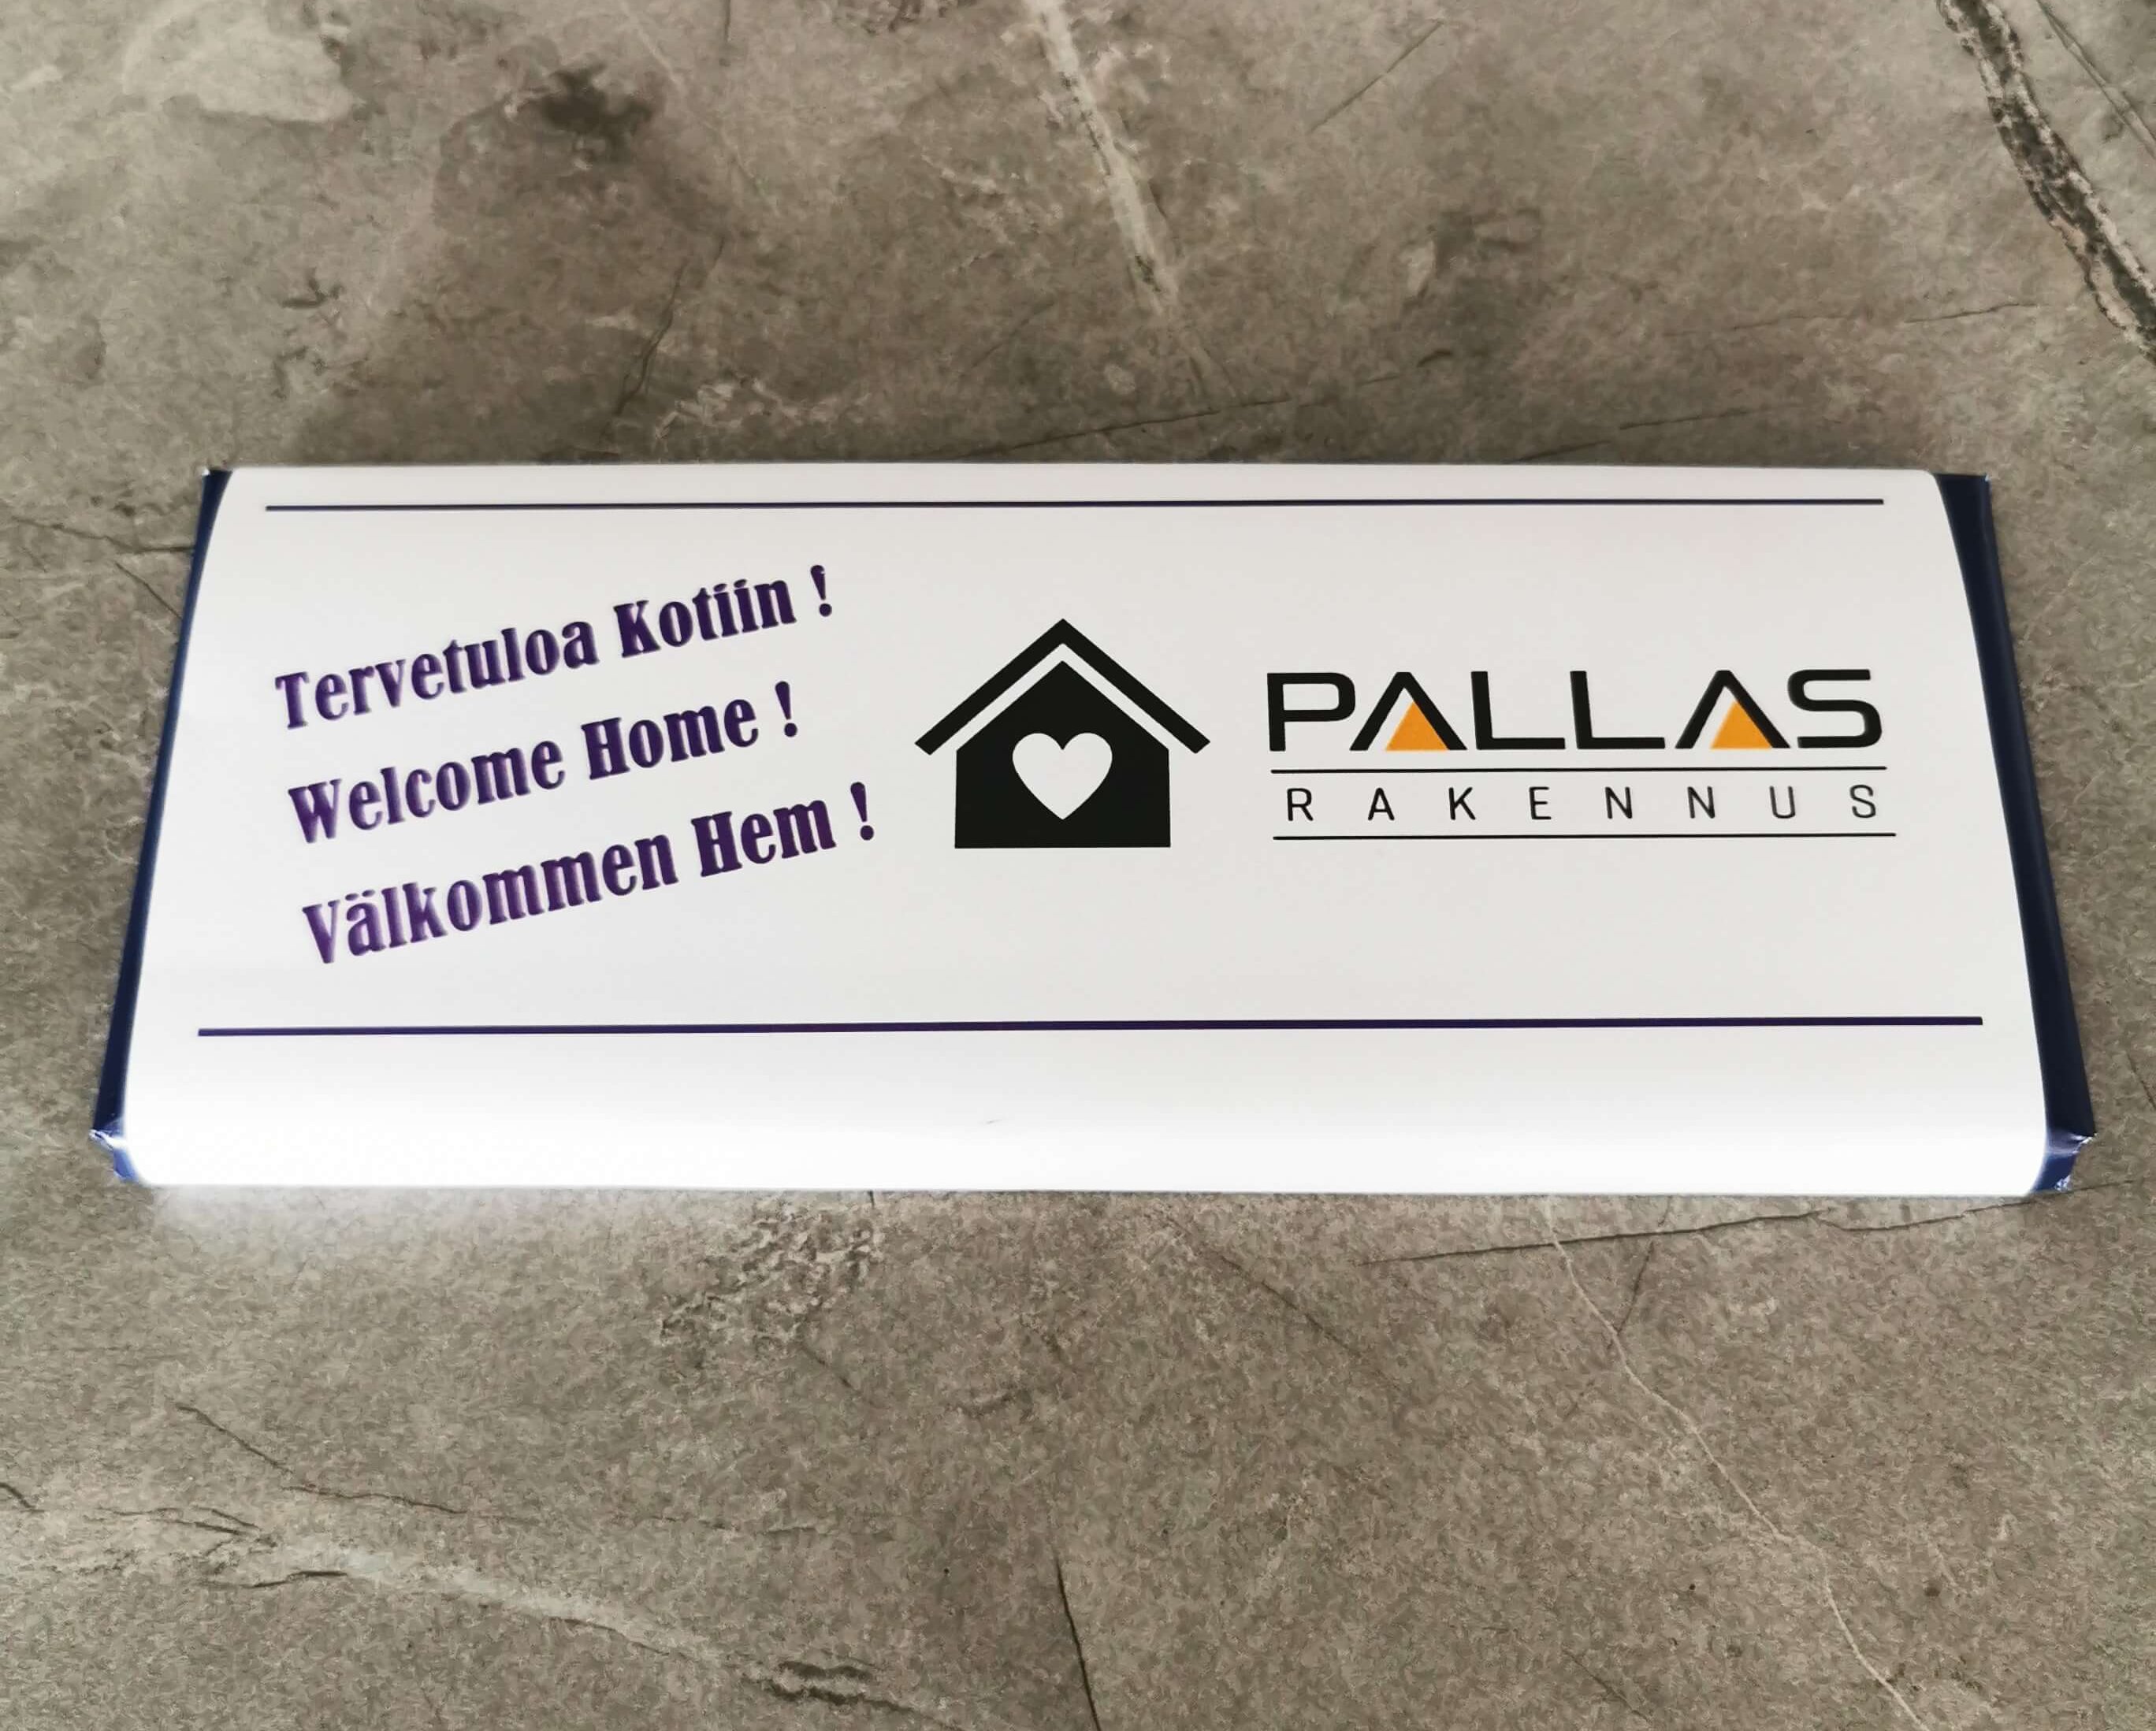 Tervetuloa Kotiin !
Welcome Home !
Välkommen Hem !
PALLAS
RAKENNUS